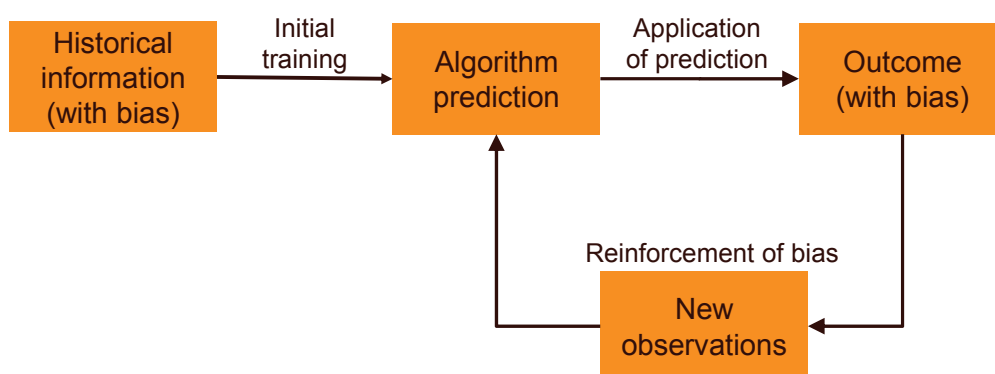 Historical
information
(with bias)
Initial
training
Algorithm
prediction
Application
of prediction
Outcome
(with bias)
Reinforcement of bias
New
observations